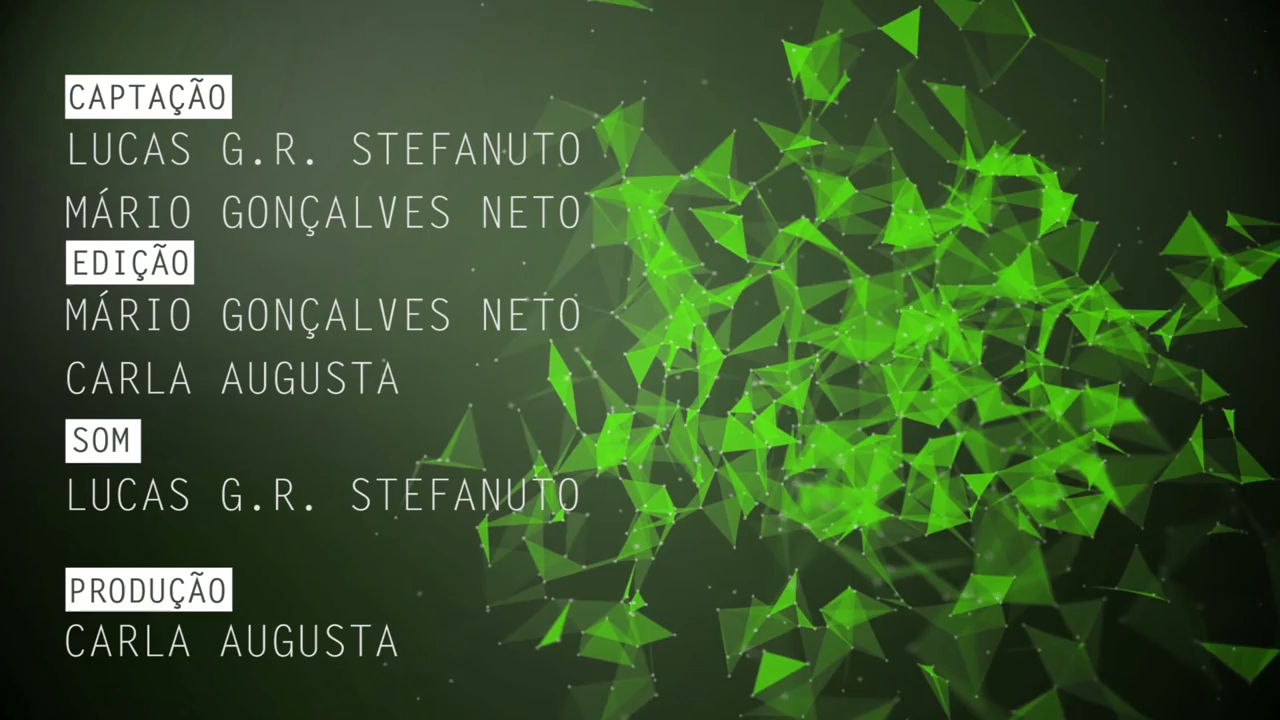 CAPTAÇÃO
LUCAS G.R. STEFANUTO
MÁRIO GONÇALVES NETO
EDIÇÃO
MÁRIO GONÇALVES NETO
CARLA AUGUSTA
SOM
LUCAS G.R. STEFANUTO
PRODUÇÃO
CARLA AUGUSTA